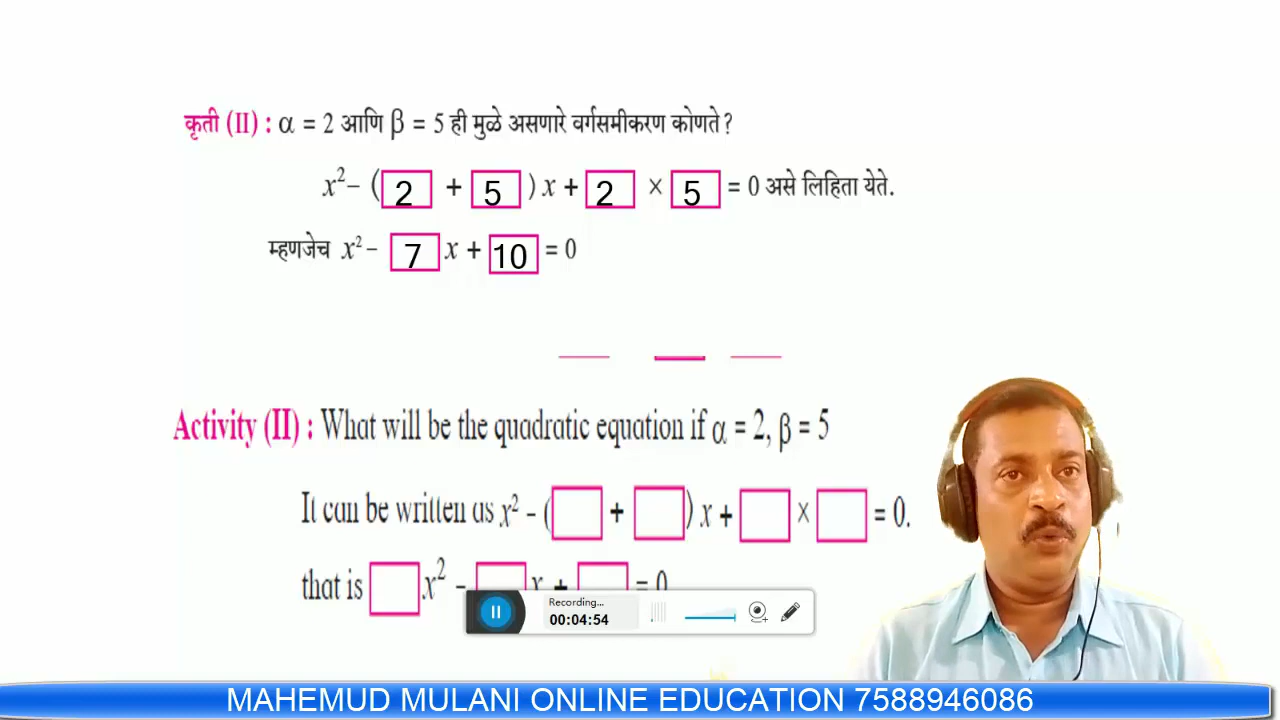 कृती (II) : α = 2 आणि β = 5 ही मुळे असणारे वर्गसमीकरण कोणते ?
x² – ( 2 + 5 ) x + 2 × 5 = 0 असे लिहिता येते.
म्हणजेच x² – 7 x + 10 = 0
Activity (II) : What will be the quadratic equation if α = 2, β = 5
It can be written as x² – ( + ) x + × = 0.
that is x² – x + = 0
Recording...
00:04:54
MAHEMUD MULANI ONLINE EDUCATION 7588946086